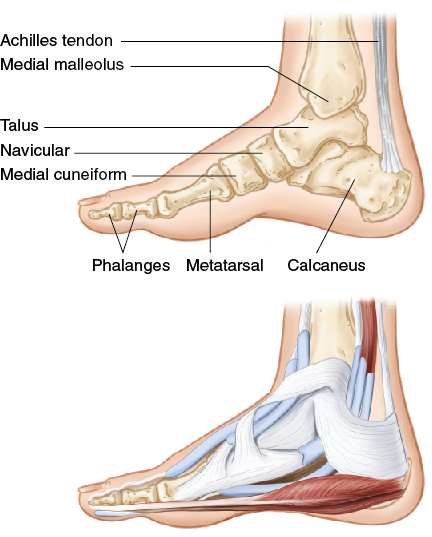 Achilles tendon
Medial malleolus
Talus
Navicular
Medial cuneiform
Phalanges Metatarsal Calcaneus